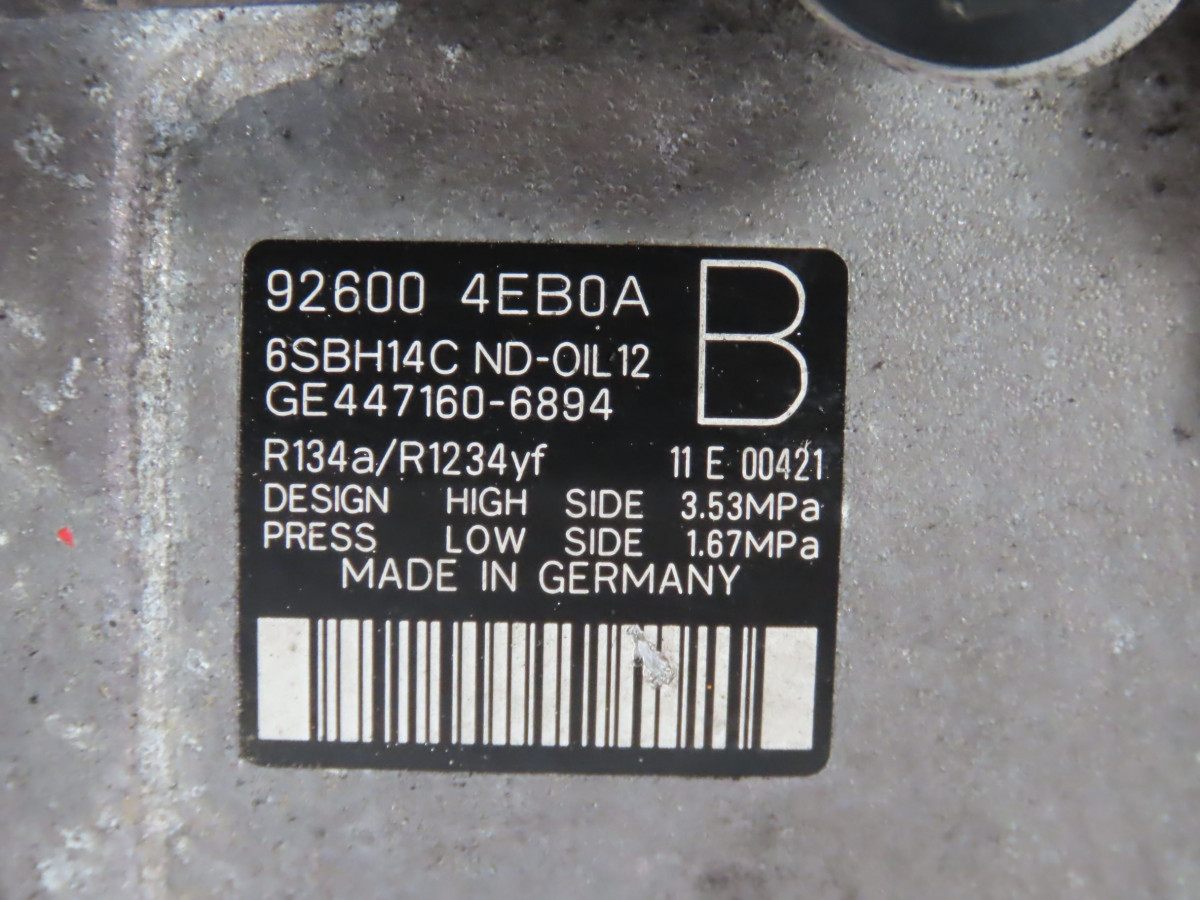 92600 4EB0A
B
6SBH14C ND-OIL12
GE447160-6894
R134a/R1234yf 11 E 00421
DESIGN HIGH SIDE 3.53MPa
PRESS LOW SIDE 1.67MPa
MADE IN GERMANY